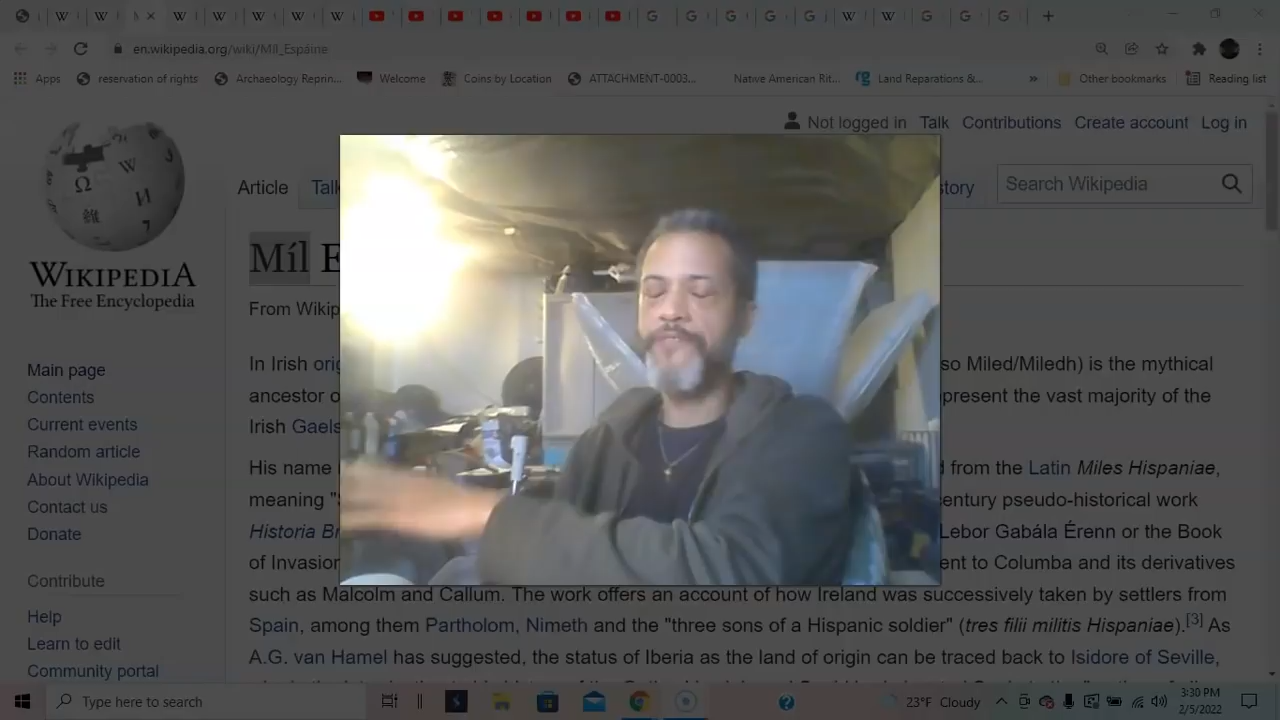 en.wikipedia.org/wiki/Míl_Espáine
Apps
reservation of rights
Archaeology Reprin...
Welcome
Coins by Location
ATTACHMENT-0003...
Native American Rit...
Land Reparations &...
»
Other bookmarks
Reading list
Not logged in
Talk
Contributions
Create account
Log in
Article
Tal
story
Search Wikipedia
WIKIPEDIA
The Free Encyclopedia
Míl E
From Wikip
Main page
Contents
Current events
Random article
About Wikipedia
Contact us
Donate
Contribute
Help
Learn to edit
Community portal
In Irish orig so Miled/Miledh) is the mythical
ancestor o present the vast majority of the
Irish Gaels
His name d from the Latin Miles Hispaniae,
meaning "S entury pseudo-historical work
Historia Br Lebor Gabála Érenn or the Book
of Invasion ent to Columba and its derivatives
such as Malcolm and Callum. The work offers an account of how Ireland was successively taken by settlers from
Spain, among them Partholom, Nimeth and the "three sons of a Hispanic soldier" (tres filii militis Hispaniae).[3] As
A.G. van Hamel has suggested, the status of Iberia as the land of origin can be traced back to Isidore of Seville,
Type here to search
23°F Cloudy
3:30 PM
2/5/2022